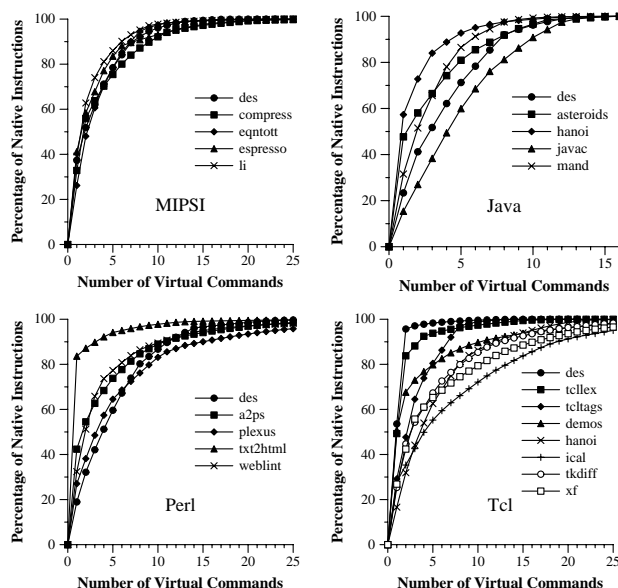 100
80
60
40
20
0
Percentage of Native Instructions
des
compress
eqntott
espresso
li
MIPSI
0 5 10 15 20 25
Number of Virtual Commands
100
80
60
40
20
0
Percentage of Native Instructions
des
asteroids
hanoi
javac
mand
Java
0 5 10 15
Number of Virtual Commands
100
80
60
40
20
0
Percentage of Native Instructions
des
a2ps
plexus
txt2html
weblint
Perl
0 5 10 15 20 25
Number of Virtual Commands
100
80
60
40
20
0
Percentage of Native Instructions
des
tcllex
tcltags
demos
hanoi
ical
tkdiff
xf
Tcl
0 5 10 15 20 25
Number of Virtual Commands